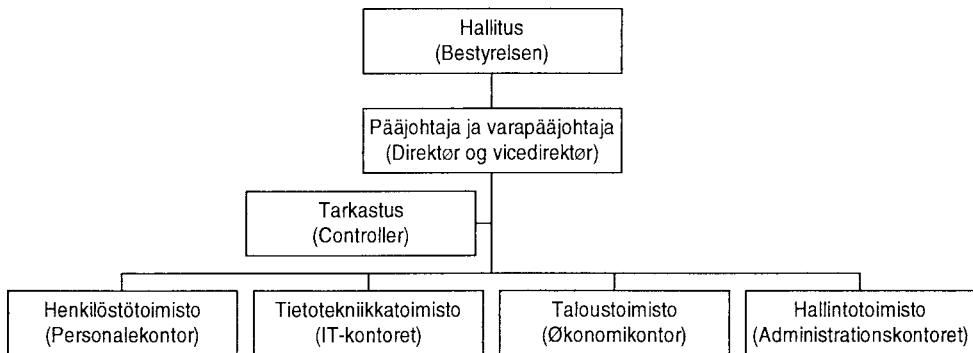 Hallitus
(Bestyrelsen)
Pääjohtaja ja varapääjohtaja
(Direktør og vicedirektør)
Tarkastus
(Controller)
Henkilöstötoimisto
(Personalekontor)
Tietotekniikkatoimisto
(IT-kontoret)
Taloustoimisto
(Økonomikontor)
Hallintotoimisto
(Administrationskontoret)